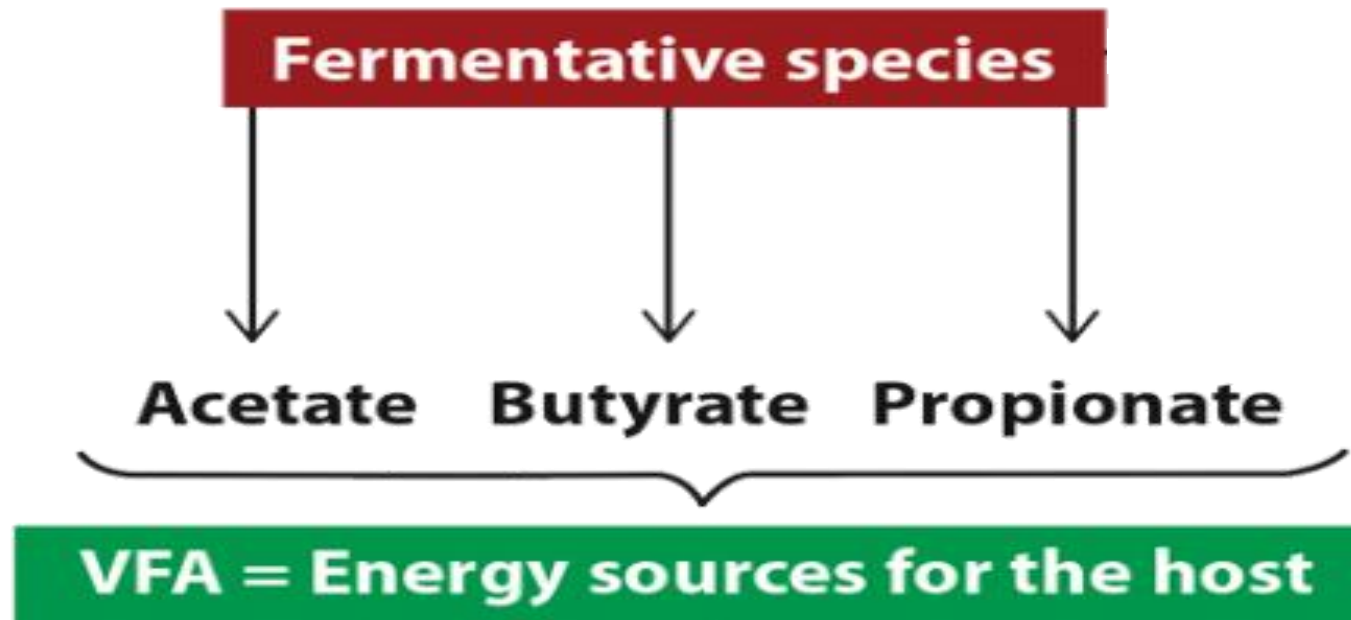 Fermentative species
Acetate Butyrate Propionate
VFA = Energy sources for the host